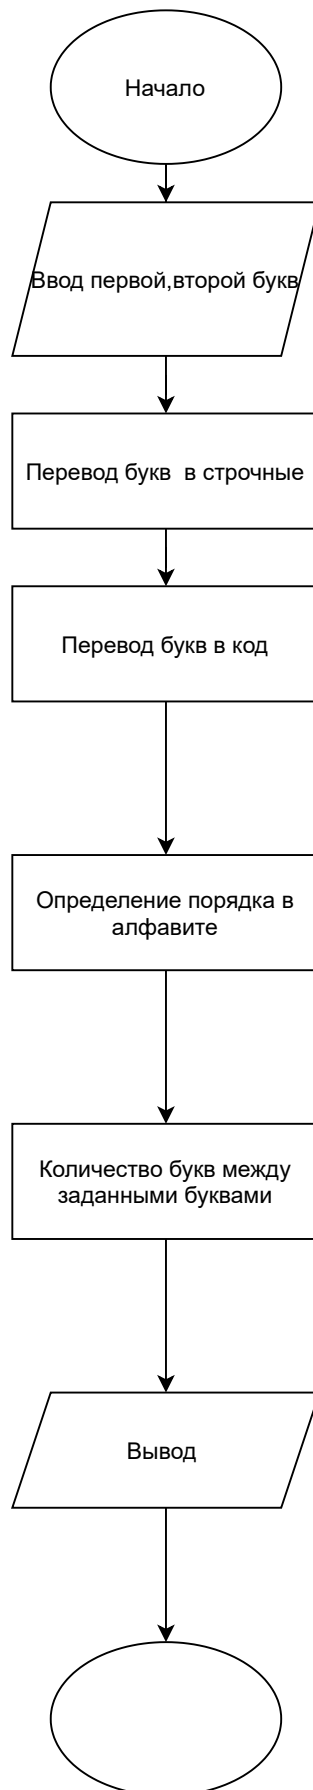 Начало
Ввод первой,второй букв
Перевод букв  в строчные
Перевод букв в код
Определение порядка в
алфавите
Количество букв между
заданными буквами
Вывод